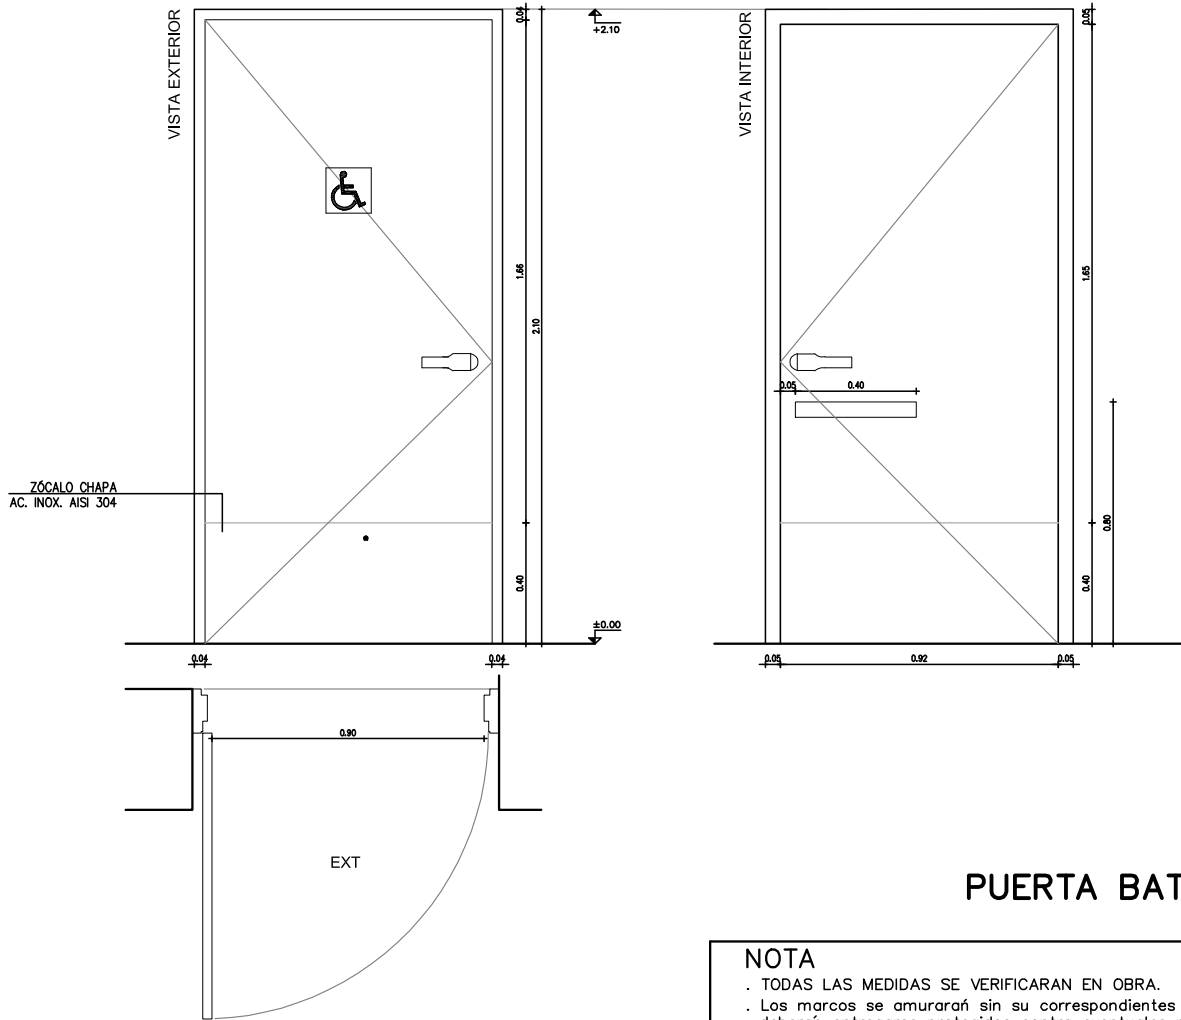 VISTA EXTERIOR
0.04
+2.10
VISTA INTERIOR
0.05
1.66
2.10
1.65
0.05
0.40
ZÓCALO CHAPA
AC. INOX. AISI 304
0.80
0.40
0.40
±0.00
0.04
0.04
0.05
0.92
0.05
0.90
EXT
PUERTA BAT
NOTA
. TODAS LAS MEDIDAS SE VERIFICARAN EN OBRA.
. Los marcos se amurarań sin su correspondientes